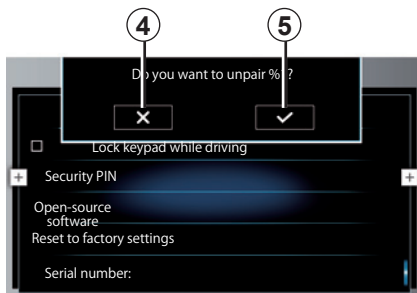 4 5
Do you want to unpair %1?
Lock keypad while driving
Security PIN
Open-source
software
Reset to factory settings
Serial number: